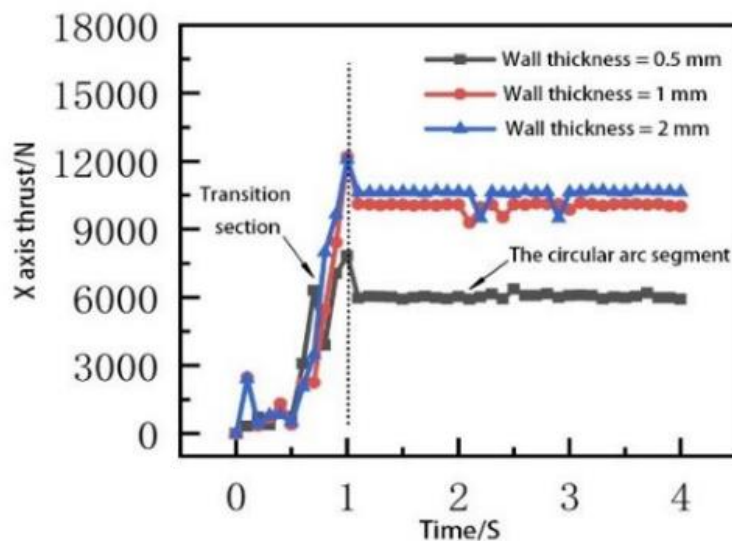 18000
15000
12000
9000
6000
3000
0
X axis thrust/N
Wall thickness = 0.5 mm
Wall thickness = 1 mm
Wall thickness = 2 mm
Transition
section
The circular arc segment
0 1 2 3 4
Time/S